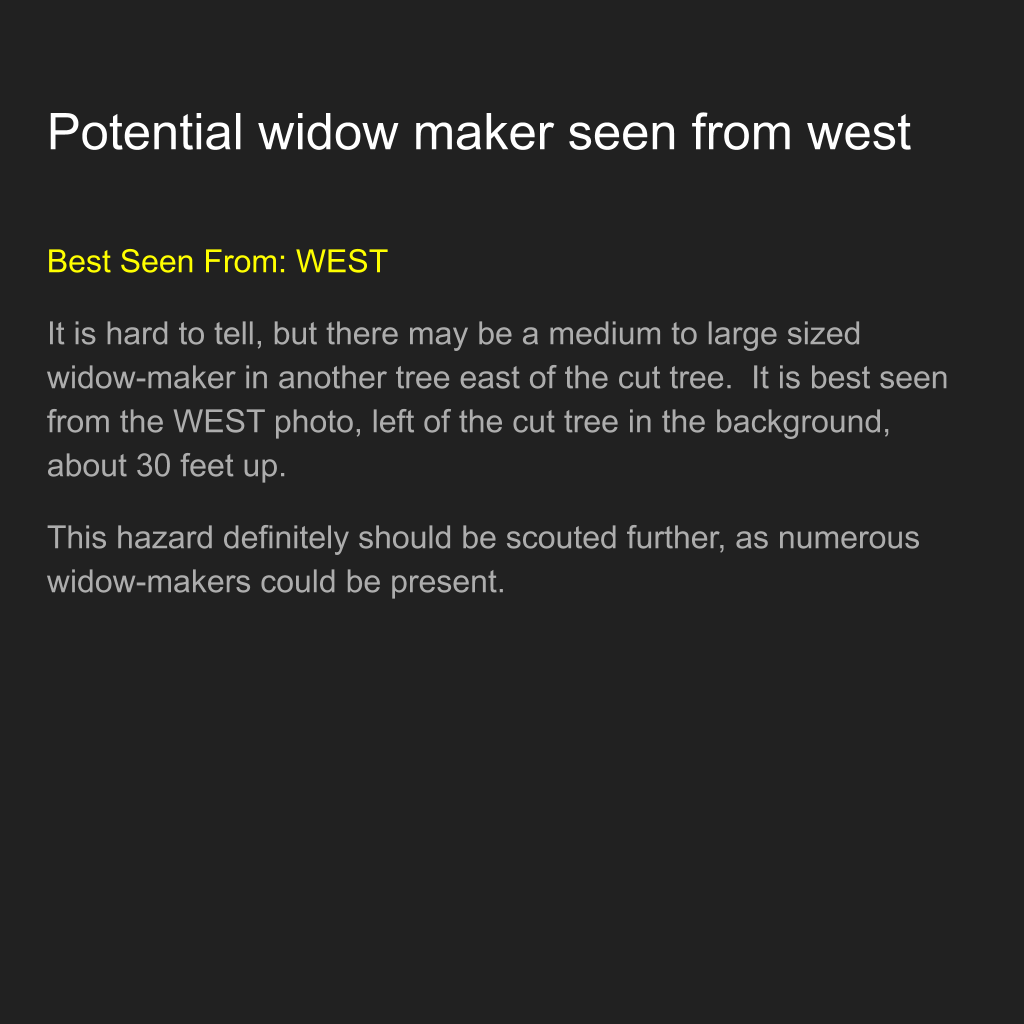 Potential widow maker seen from west
Best Seen From: WEST
It is hard to tell, but there may be a medium to large sized
widow-maker in another tree east of the cut tree.  It is best seen
from the WEST photo, left of the cut tree in the background,
about 30 feet up.
This hazard definitely should be scouted further, as numerous
widow-makers could be present.